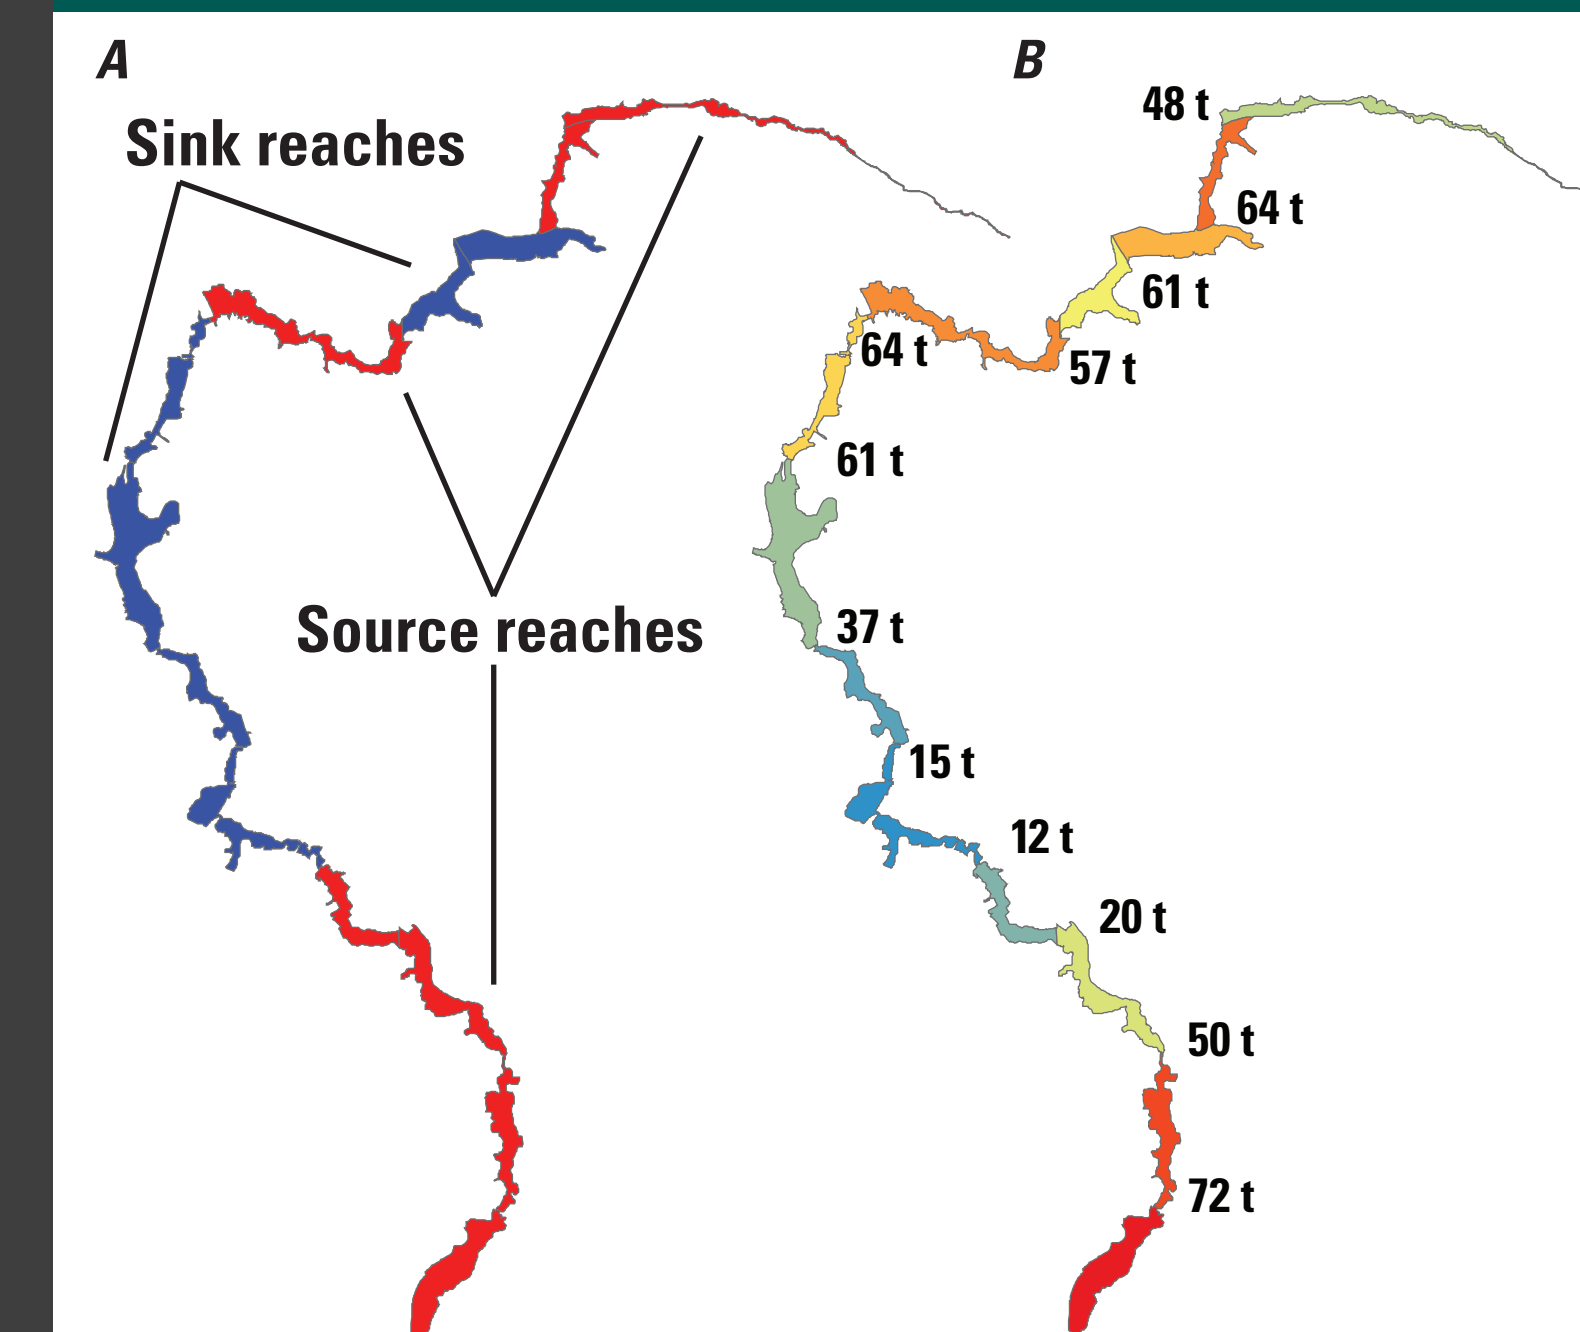 A
B
48 t
Sink reaches
64 t
61 t
64 t
57 t
61 t
Source reaches
37 t
15 t
12 t
20 t
50 t
72 t